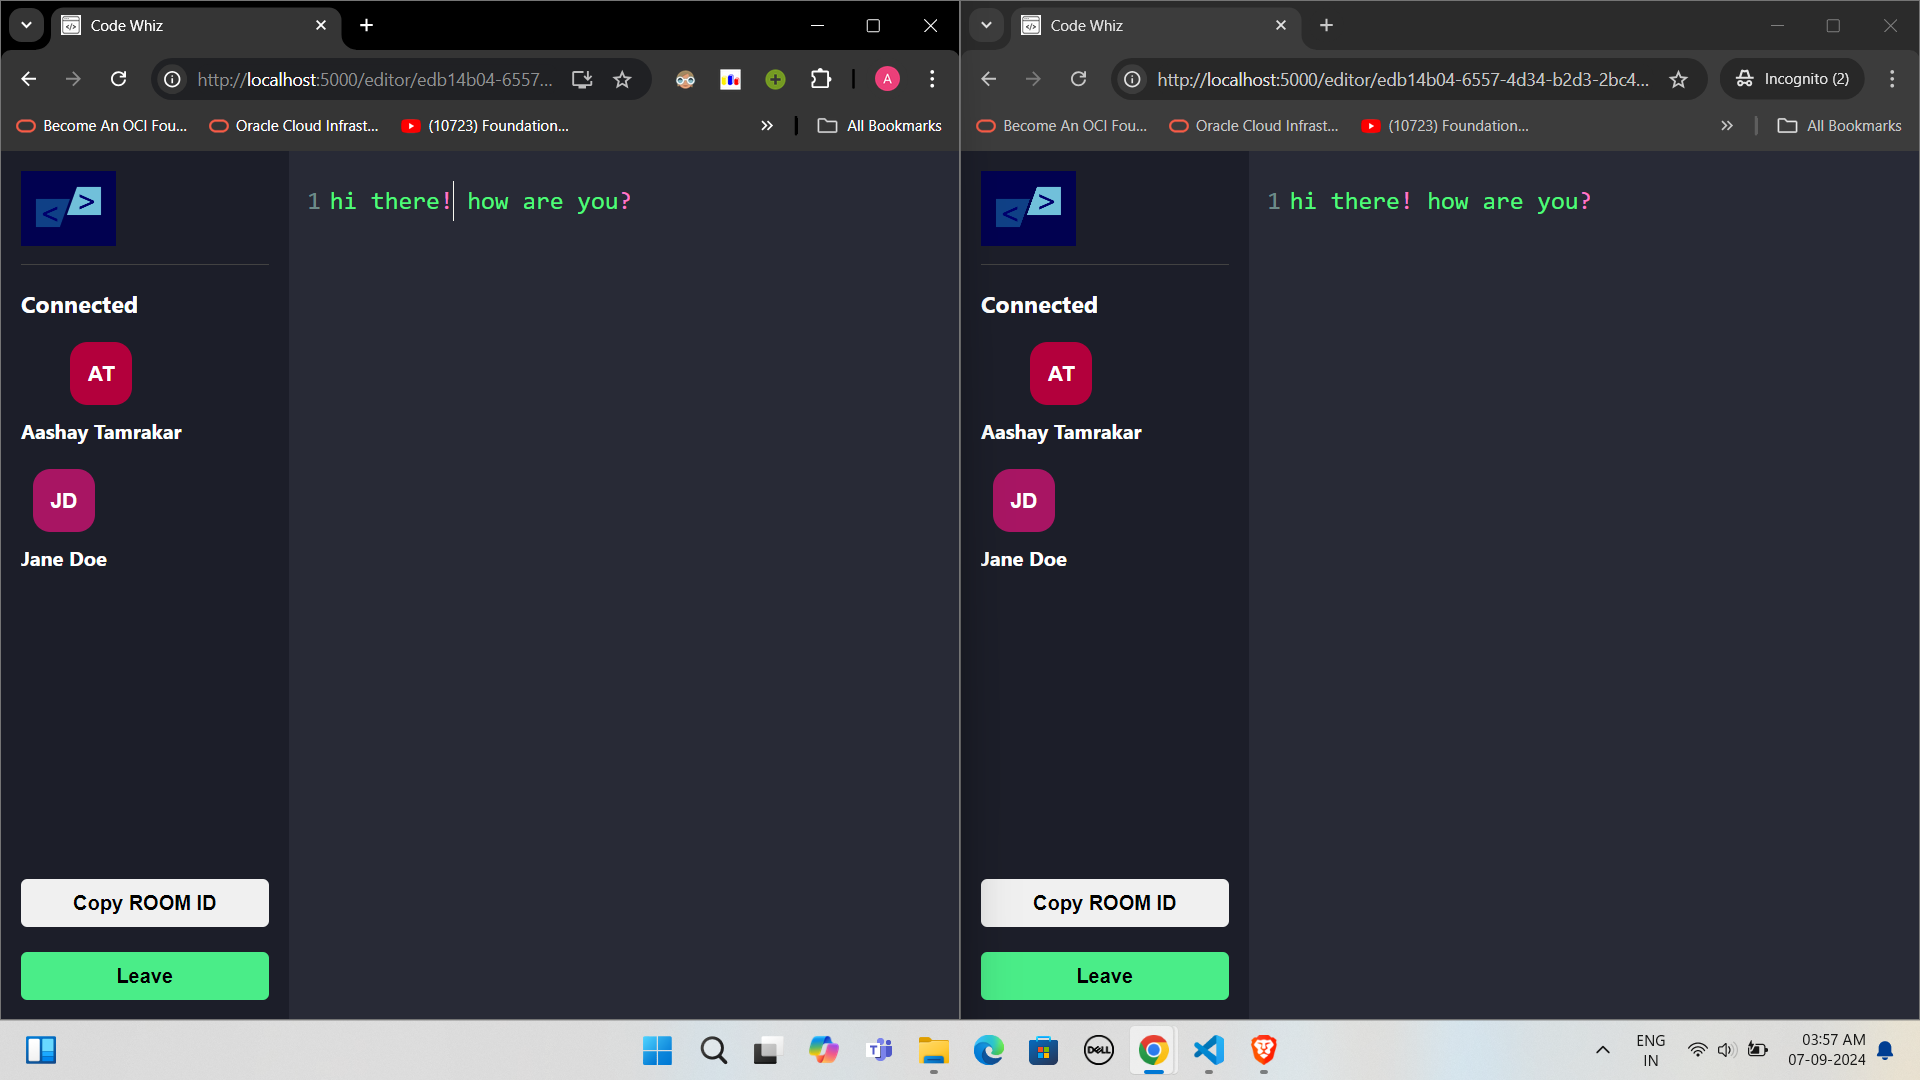 Code Whiz
http://localhost:5000/editor/edb14b04-6557...
A
Become An OCI Fou...
Oracle Cloud Infrast...
(10723) Foundation...
All Bookmarks
< >
1 hi there! how are you?
Connected
AT
Aashay Tamrakar
JD
Jane Doe
Copy ROOM ID
Leave
Code Whiz
http://localhost:5000/editor/edb14b04-6557-4d34-b2d3-2bc4...
Incognito (2)
Become An OCI Fou...
Oracle Cloud Infrast...
(10723) Foundation...
All Bookmarks
< >
1 hi there! how are you?
Connected
AT
Aashay Tamrakar
JD
Jane Doe
Copy ROOM ID
Leave
DELL
ENG
IN
03:57 AM
07-09-2024